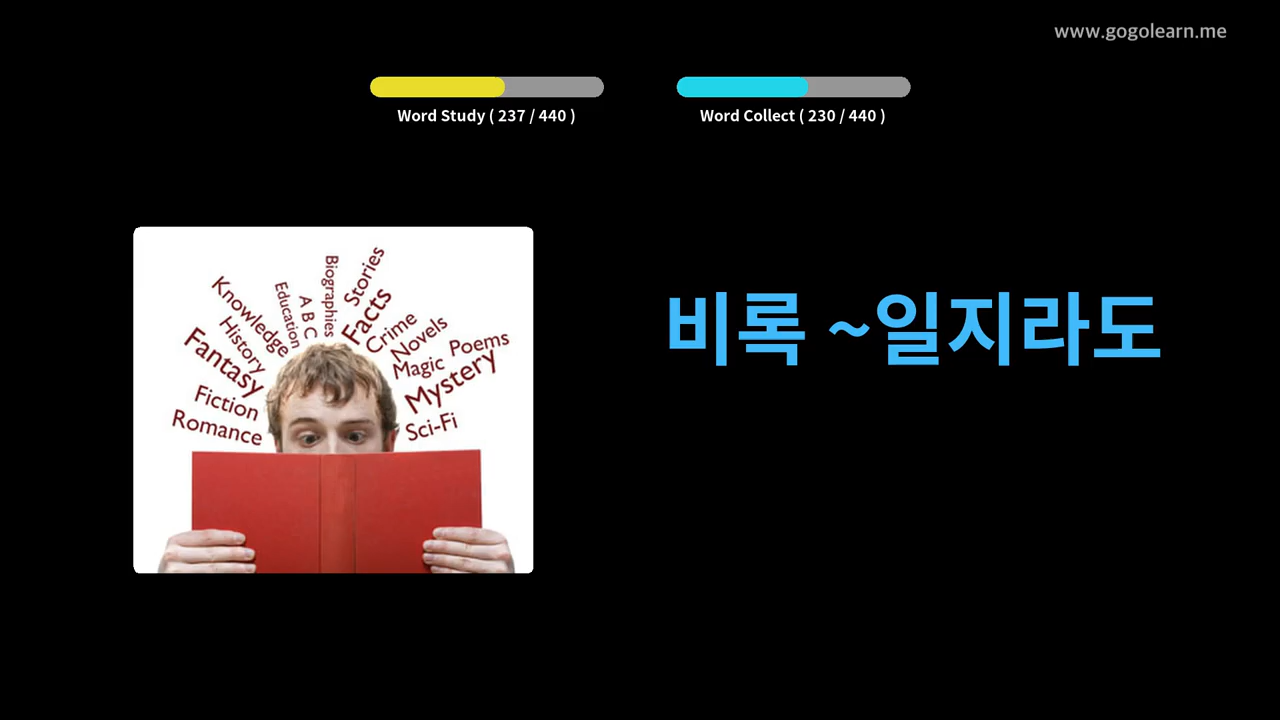 www.gogolearn.me
Word Study ( 237 / 440 )
Word Collect ( 230 / 440 )
Romance
Fiction
Fantasy
History
Knowledge
Education
A B C
Biographies
Stories
Facts
Crime
Novels
Magic
Poems
Mystery
Sci-Fi
비록 ~일지라도